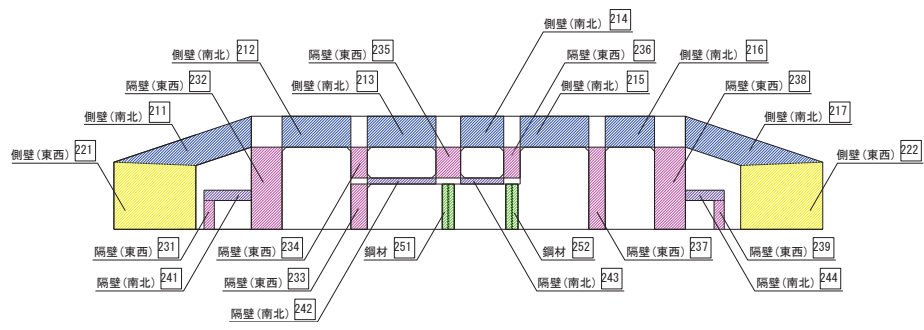 側壁(南北) 214
側壁(南北) 212
隔壁(東西) 235
隔壁(東西) 236
側壁(南北) 216
隔壁(東西) 232
側壁(南北) 213
側壁(南北) 215
隔壁(東西) 238
側壁(南北) 211
側壁(南北) 217
側壁(東西) 221
側壁(東西) 222
隔壁(東西) 231
隔壁(東西) 234
鋼材 251
鋼材 252
隔壁(東西) 237
隔壁(東西) 239
隔壁(南北) 241
隔壁(東西) 233
隔壁(南北) 243
隔壁(南北) 244
隔壁(南北) 242